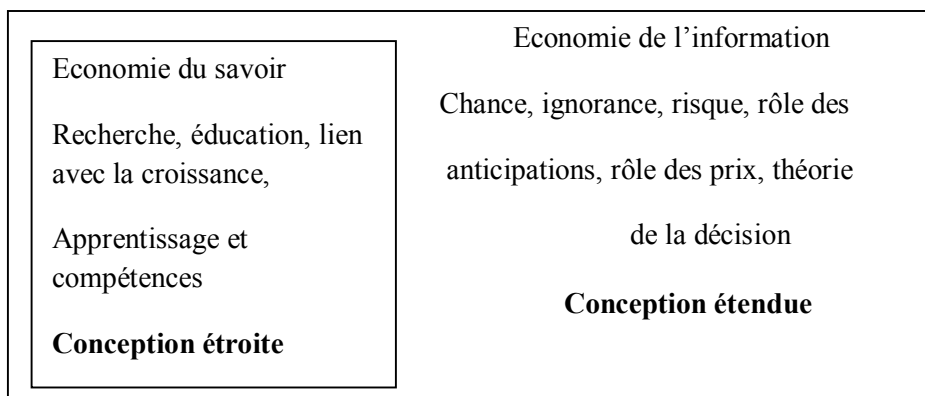 Economie du savoir
Recherche, éducation, lien
avec la croissance,
Apprentissage et
compétences
Conception étroite
Economie de l’information
Chance, ignorance, risque, rôle des
anticipations, rôle des prix, théorie
de la décision
Conception étendue